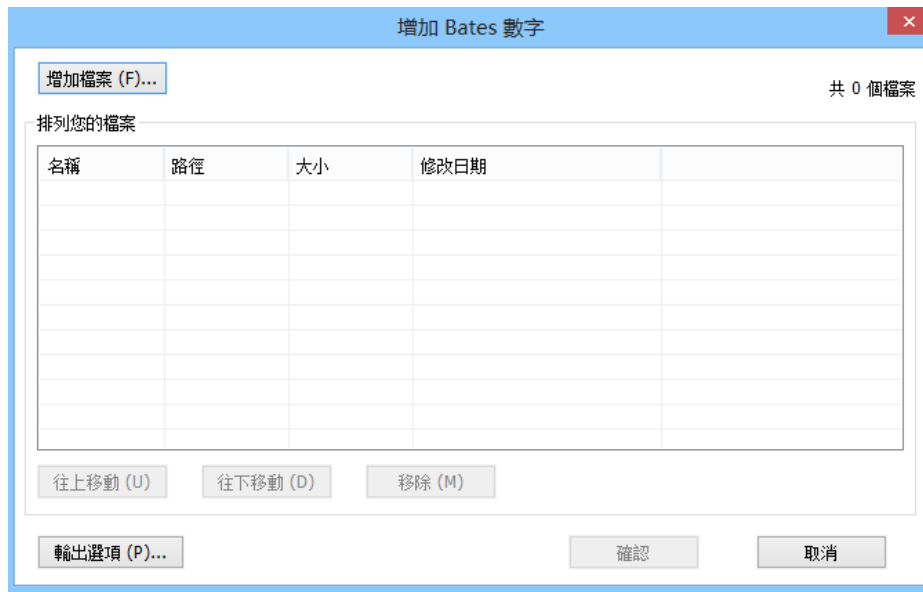 增加 Bates 數字
增加檔案 (F)...
共 0 個檔案
排列您的檔案
名稱 路徑 大小 修改日期
往上移動 (U) 往下移動 (D) 移除 (M)
輸出選項 (P)... 確認 取消